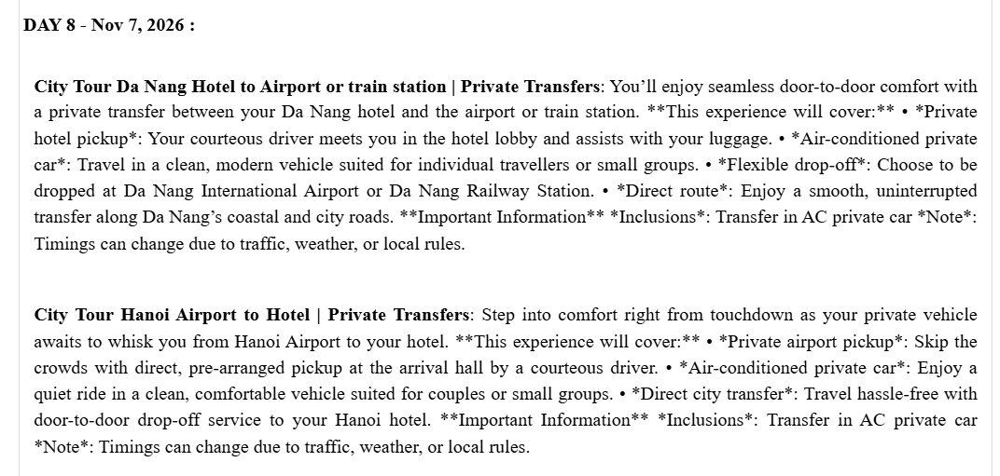 DAY 8 - Nov 7, 2026 :
City Tour Da Nang Hotel to Airport or train station | Private Transfers: You’ll enjoy seamless door-to-door comfort with
a private transfer between your Da Nang hotel and the airport or train station. **This experience will cover:** • *Private
hotel pickup*: Your courteous driver meets you in the hotel lobby and assists with your luggage. • *Air-conditioned private
car*: Travel in a clean, modern vehicle suited for individual travellers or small groups. • *Flexible drop-off*: Choose to be
dropped at Da Nang International Airport or Da Nang Railway Station. • *Direct route*: Enjoy a smooth, uninterrupted
transfer along Da Nang’s coastal and city roads. **Important Information** *Inclusions*: Transfer in AC private car *Note*:
Timings can change due to traffic, weather, or local rules.
City Tour Hanoi Airport to Hotel | Private Transfers: Step into comfort right from touchdown as your private vehicle
awaits to whisk you from Hanoi Airport to your hotel. **This experience will cover:** • *Private airport pickup*: Skip the
crowds with direct, pre-arranged pickup at the arrival hall by a courteous driver. • *Air-conditioned private car*: Enjoy a
quiet ride in a clean, comfortable vehicle suited for couples or small groups. • *Direct city transfer*: Travel hassle-free with
door-to-door drop-off service to your Hanoi hotel. **Important Information** *Inclusions*: Transfer in AC private car
*Note*: Timings can change due to traffic, weather, or local rules.